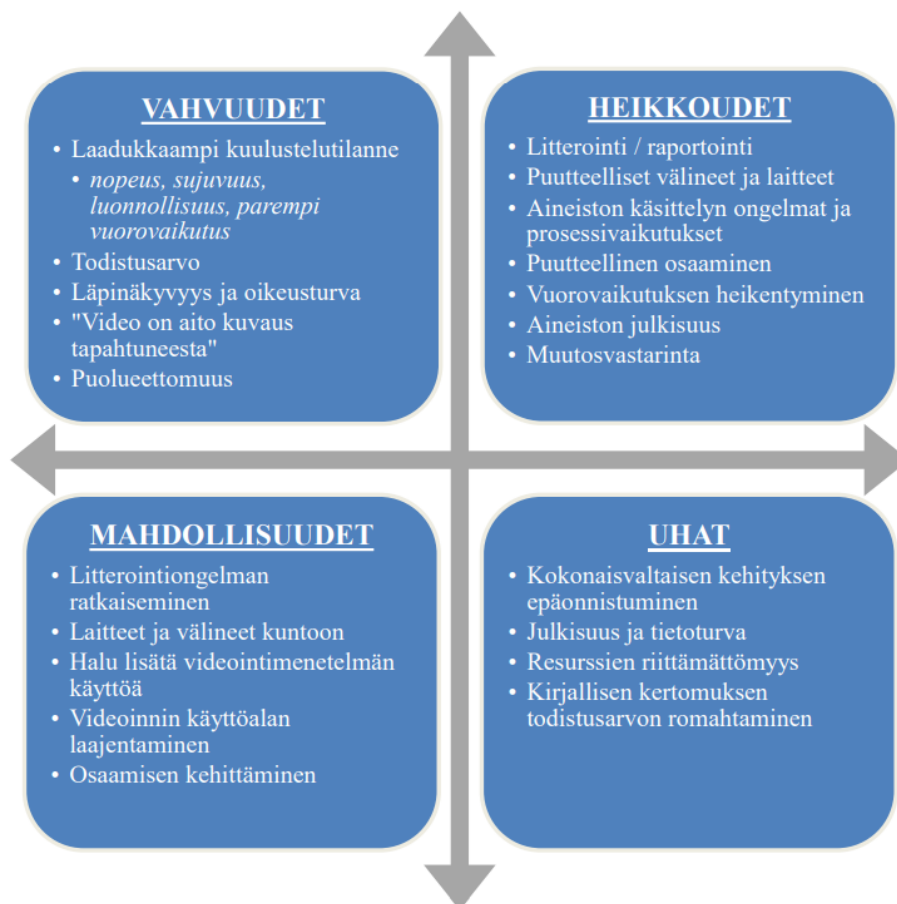 VAHVUUDET
• Laadukkaampi kuulustelutilanne
• nopeus, sujuvuus,
luonnollisuus, parempi
vuorovaikutus
• Todistusarvo
• Läpinäkyvyys ja oikeusturva
• "Video on aito kuvaus
tapahtuneesta"
• Puolueettomuus
HEIKKOUDET
• Litterointi / raportointi
• Puutteelliset välineet ja laitteet
• Aineiston käsittelyn ongelmat ja
prosessivaikutukset
• Puutteellinen osaaminen
• Vuorovaikutuksen heikentyminen
• Aineiston julkisuus
• Muutosvastarinta
MAHDOLLISUUDET
• Litterointiongelman
ratkaiseminen
• Laitteet ja välineet kuntoon
• Halu lisätä videointimenetelmän
käyttöä
• Videoinnin käyttöalan
laajentaminen
• Osaamisen kehittäminen
UHAT
• Kokonaisvaltaisen kehityksen
epäonnistuminen
• Julkisuus ja tietoturva
• Resurssien riittämättömyys
• Kirjallisen kertomuksen
todistusarvon romahtaminen